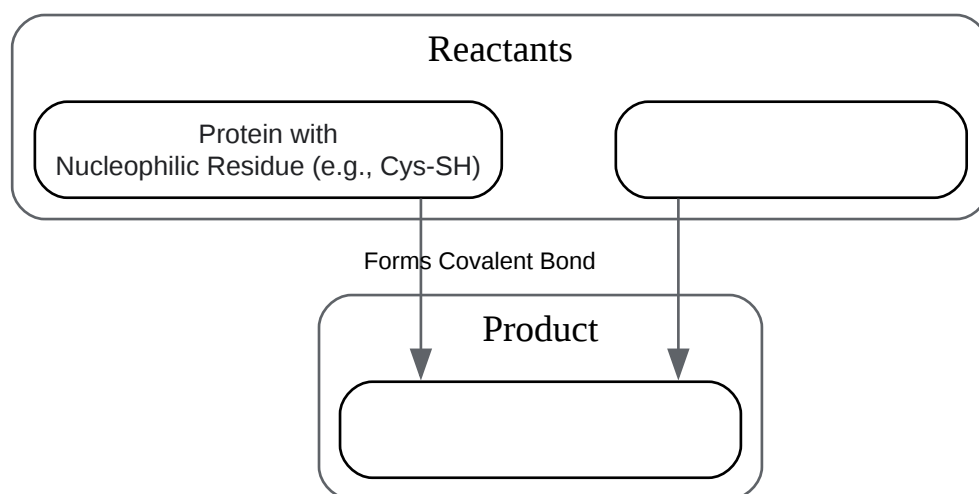 Reactants
Protein with
Nucleophilic Residue (e.g., Cys-SH)
Forms Covalent Bond
Product